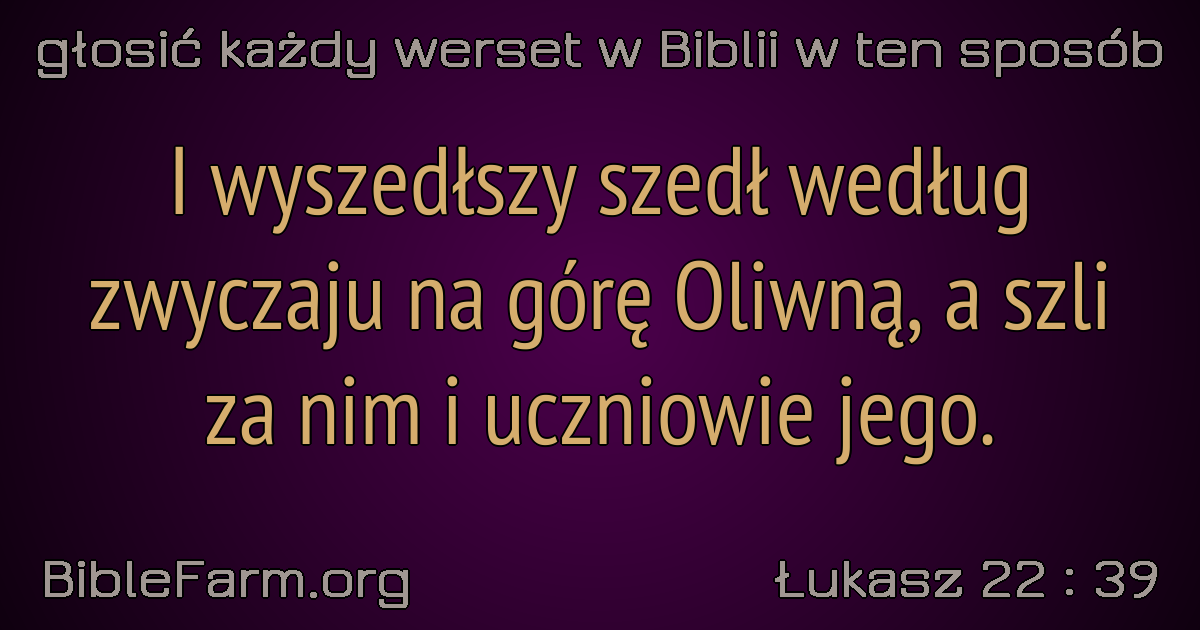 głosić każdy werset w Biblii w ten sposób
I wyszedłszy szedł według
zwyczaju na górę Oliwną, a szli
za nim i uczniowie jego.
BibleFarm.org
Łukasz 22 : 39